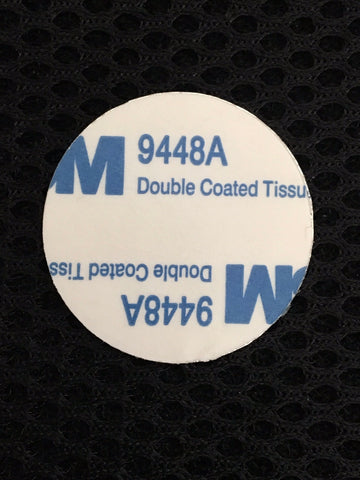 M 9448A
Double Coated Tissu
Double Coated Tiss
M 9448A